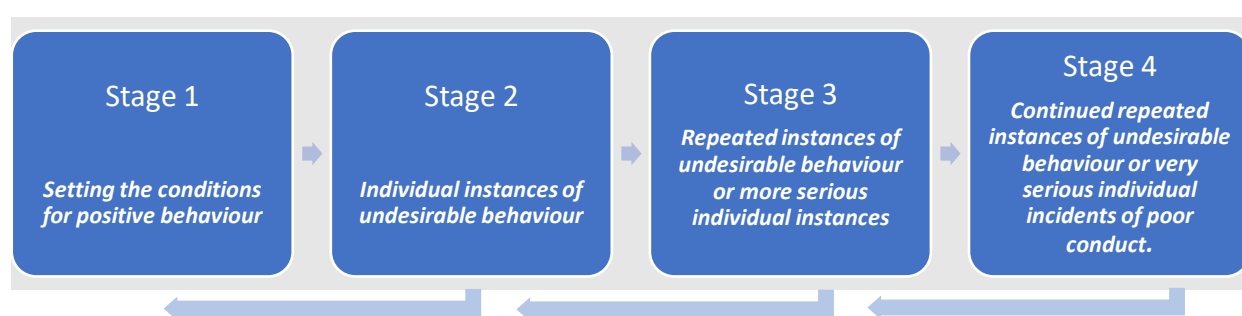 Stage 1
Setting the conditions
for positive behaviour
Stage 2
Individual instances of
undesirable behaviour
Stage 3
Repeated instances of
undesirable behaviour
or more serious
individual instances
Stage 4
Continued repeated
instances of undesirable
behaviour or very
serious individual
incidents of poor
conduct.